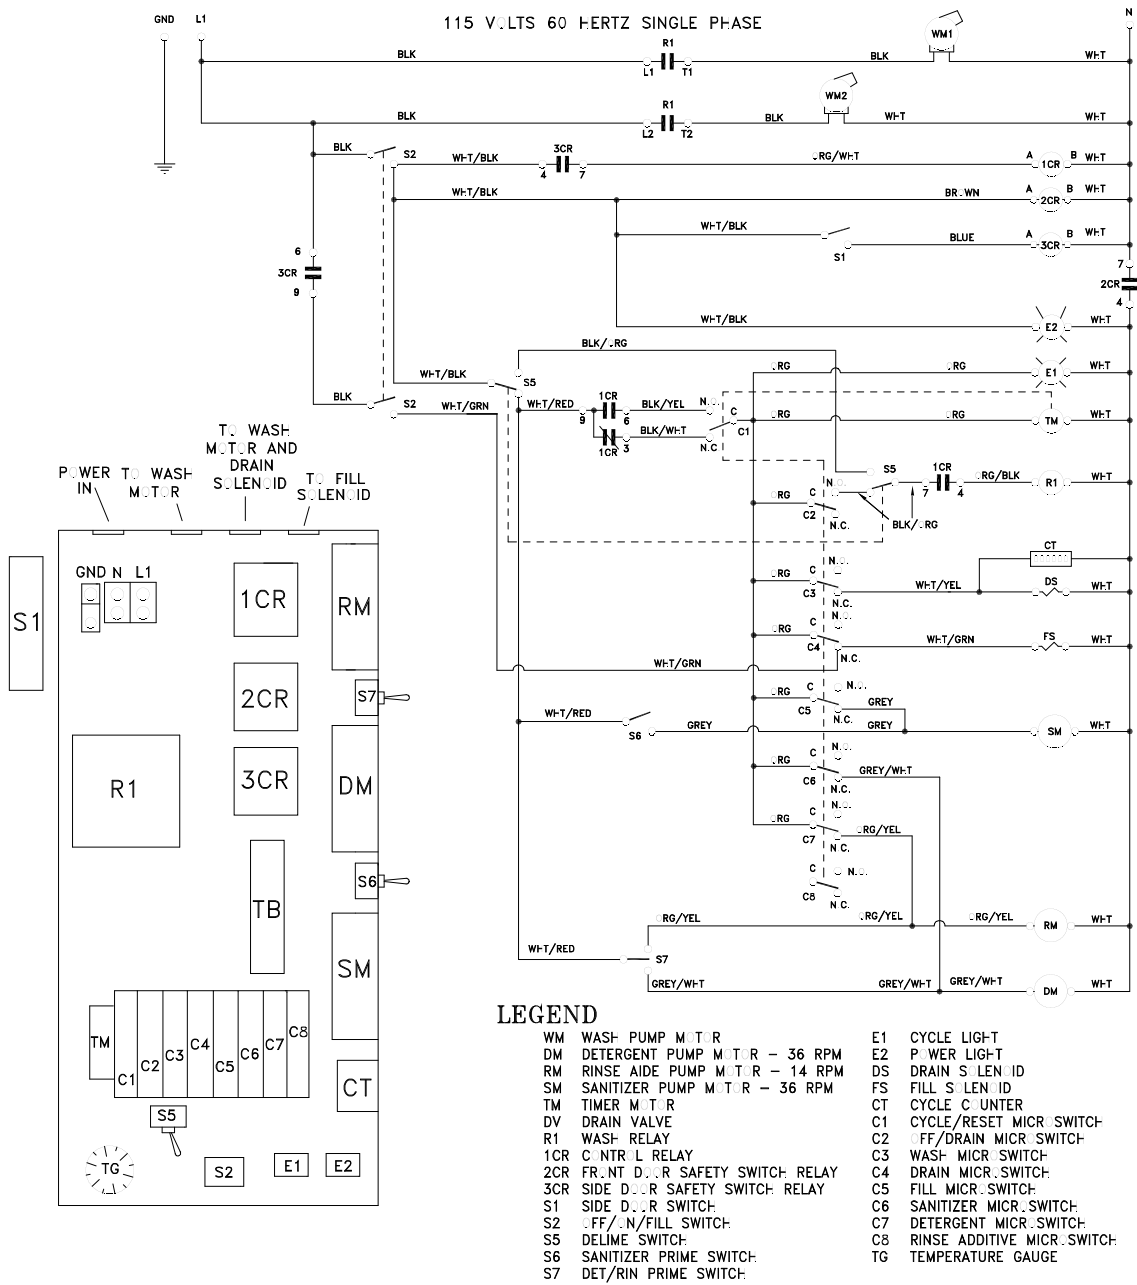 115 VOLTS 60 HERTZ SINGLE PHASE
GND L1 N
BLK R1 L1 T1 BLK WM1 WHT
BLK R1 L2 T2 BLK WM2 WHT WHT
BLK S2 WHT/BLK 3CR 4 7 ORG/WHT A 1CR B WHT
WHT/BLK BROWN A 2CR B WHT
WHT/BLK S1 BLUE A 3CR B WHT
6 3CR 9
7 2CR 4
WHT/BLK E2 WHT
BLK/ORG
WHT/BLK S5 ORG ORG E1 WHT
BLK S2 WHT/GRN
WHT/RED 9 1CR 6 BLK/YEL N.O. C C1 ORG ORG TM WHT
1CR 3 BLK/WHT N.C
S5 1CR 7 4 ORG/BLK R1 WHT
ORG C C2 N.O. N.C. BLK/ORG
CT
ORG C C3 N.O. N.C. WHT/YEL DS WHT
ORG C C4 N.O. N.C. WHT/GRN FS WHT
WHT/GRN
ORG C C5 N.O. N.C. GREY
WHT/RED S6 GREY GREY SM WHT
ORG C C6 N.O. N.C. GREY/WHT
ORG C C7 N.O. N.C. ORG/YEL
C C8 N.O. N.C.
ORG/YEL ORG/YEL ORG/YEL RM WHT
WHT/RED S7
GREY/WHT GREY/WHT GREY/WHT DM WHT
POWER
IN
TO WASH
MOTOR
TO WASH
MOTOR AND
DRAIN
SOLENOID
TO FILL
SOLENOID
S1
GND N L1
1CR
RM
2CR
S7
R1
3CR
DM
S6
TB
SM
TM
C1
C2
C3
C4
C5
C6
C7
C8
CT
S5
TG
S2
E1
E2
LEGEND
WM WASH PUMP MOTOR
DM DETERGENT PUMP MOTOR - 36 RPM
RM RINSE AIDE PUMP MOTOR - 14 RPM
SM SANITIZER PUMP MOTOR - 36 RPM
TM TIMER MOTOR
DV DRAIN VALVE
R1 WASH RELAY
1CR CONTROL RELAY
2CR FRONT DOOR SAFETY SWITCH RELAY
3CR SIDE DOOR SAFETY SWITCH RELAY
S1 SIDE DOOR SWITCH
S2 OFF/ON/FILL SWITCH
S5 DELIME SWITCH
S6 SANITIZER PRIME SWITCH
S7 DET/RIN PRIME SWITCH
E1 CYCLE LIGHT
E2 POWER LIGHT
DS DRAIN SOLENOID
FS FILL SOLENOID
CT CYCLE COUNTER
C1 CYCLE/RESET MICROSWITCH
C2 OFF/DRAIN MICROSWITCH
C3 WASH MICROSWITCH
C4 DRAIN MICROSWITCH
C5 FILL MICROSWITCH
C6 SANITIZER MICROSWITCH
C7 DETERGENT MICROSWITCH
C8 RINSE ADDITIVE MICROSWITCH
TG TEMPERATURE GAUGE